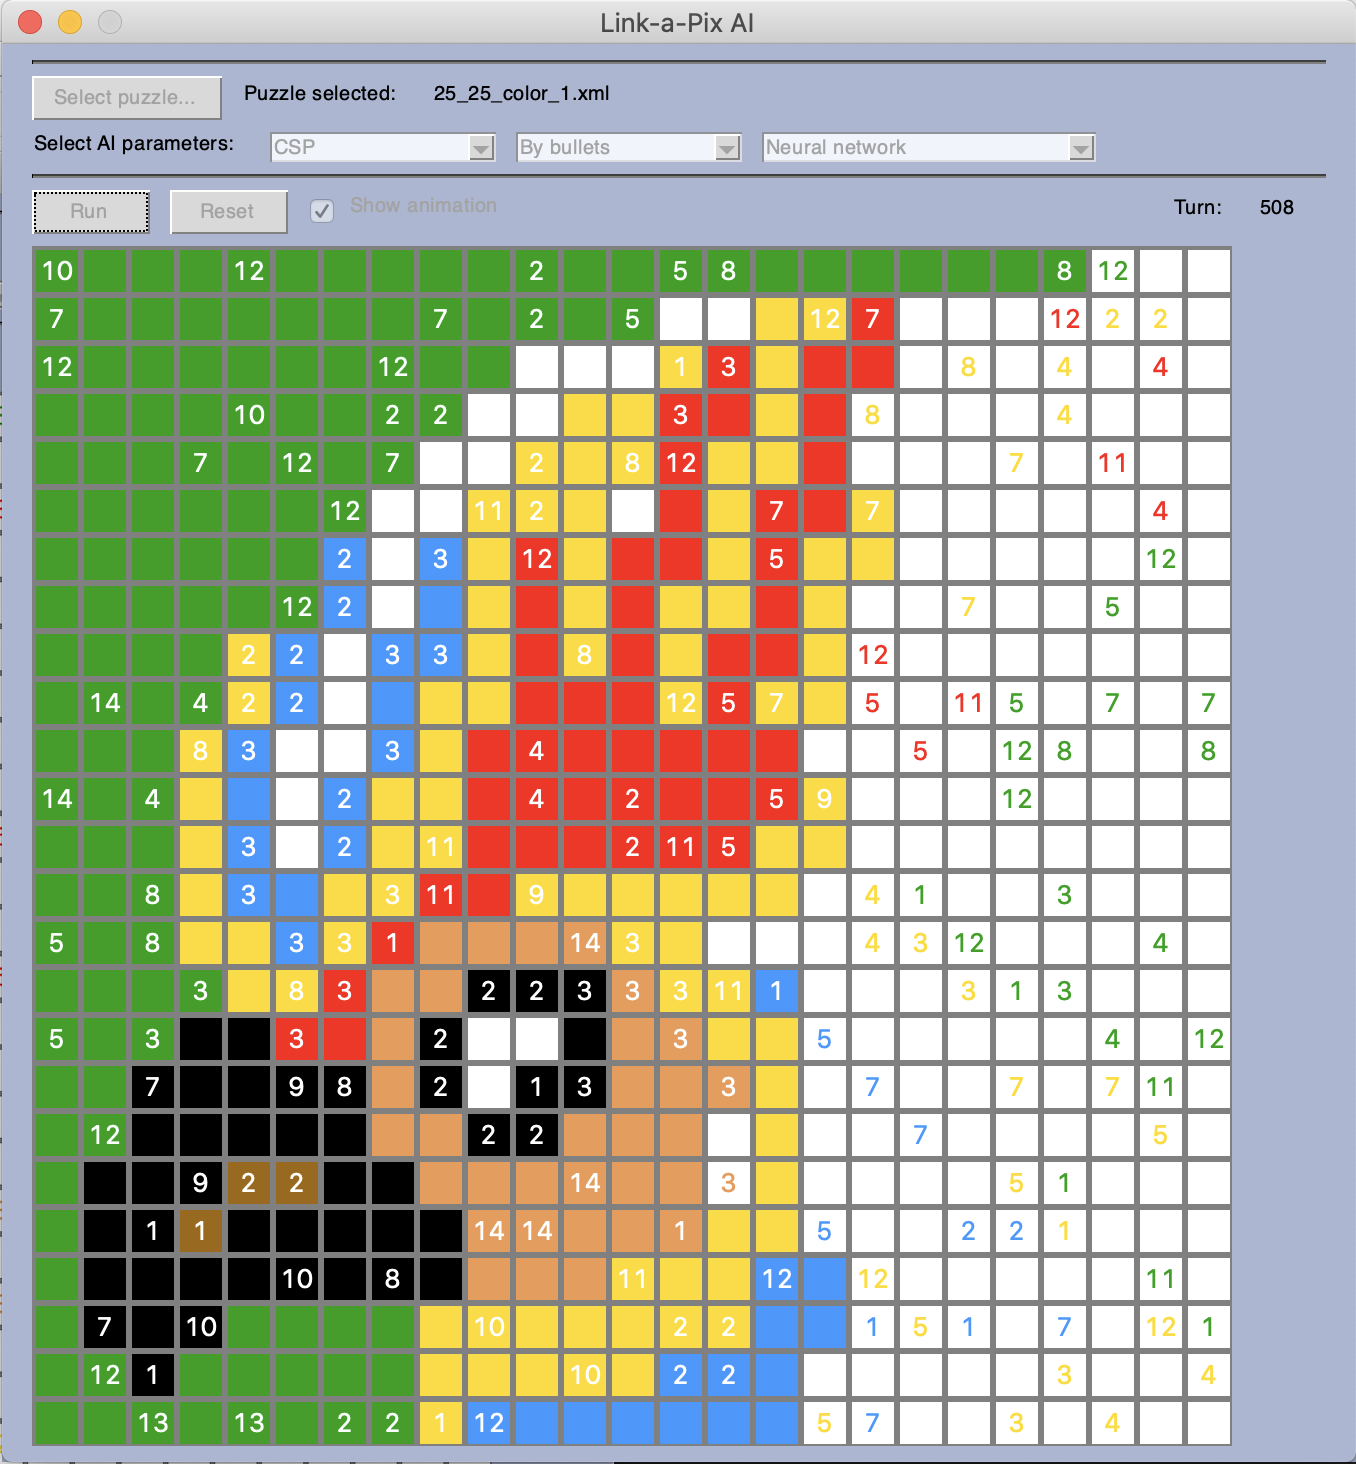 Link-a-Pix AI
Select puzzle... Puzzle selected: 25_25_color_1.xml
Select AI parameters: CSP By bullets Neural network
Run Reset Show animation Turn: 508
10 12 2 5 8 8 12
7 7 2 5 12 7 12 2 2
12 12 1 3 8 4 4
10 2 2 3 8 4
7 12 7 2 8 12 7 11
12 11 2 7 7 4
2 3 12 5 12
12 2 7 5
2 2 3 3 8 12
14 4 2 2 12 5 7 5 11 5 7 7
8 3 3 4 5 12 8 8
14 4 2 4 2 5 9 12
3 2 11 2 11 5
8 3 3 11 9 4 1 3
5 8 3 3 1 14 3 4 3 12 4
3 8 3 2 2 3 3 3 11 1 3 1 3
5 3 3 2 3 5 4 12
7 9 8 2 1 3 3 7 7 7 11
12 2 2 7 5
9 2 2 14 3 5 1
1 1 14 14 1 5 2 2 1
10 8 11 12 12 11
7 10 10 2 2 1 5 1 7 12 1
12 1 10 2 2 3 4
13 13 2 2 1 12 5 7 3 4